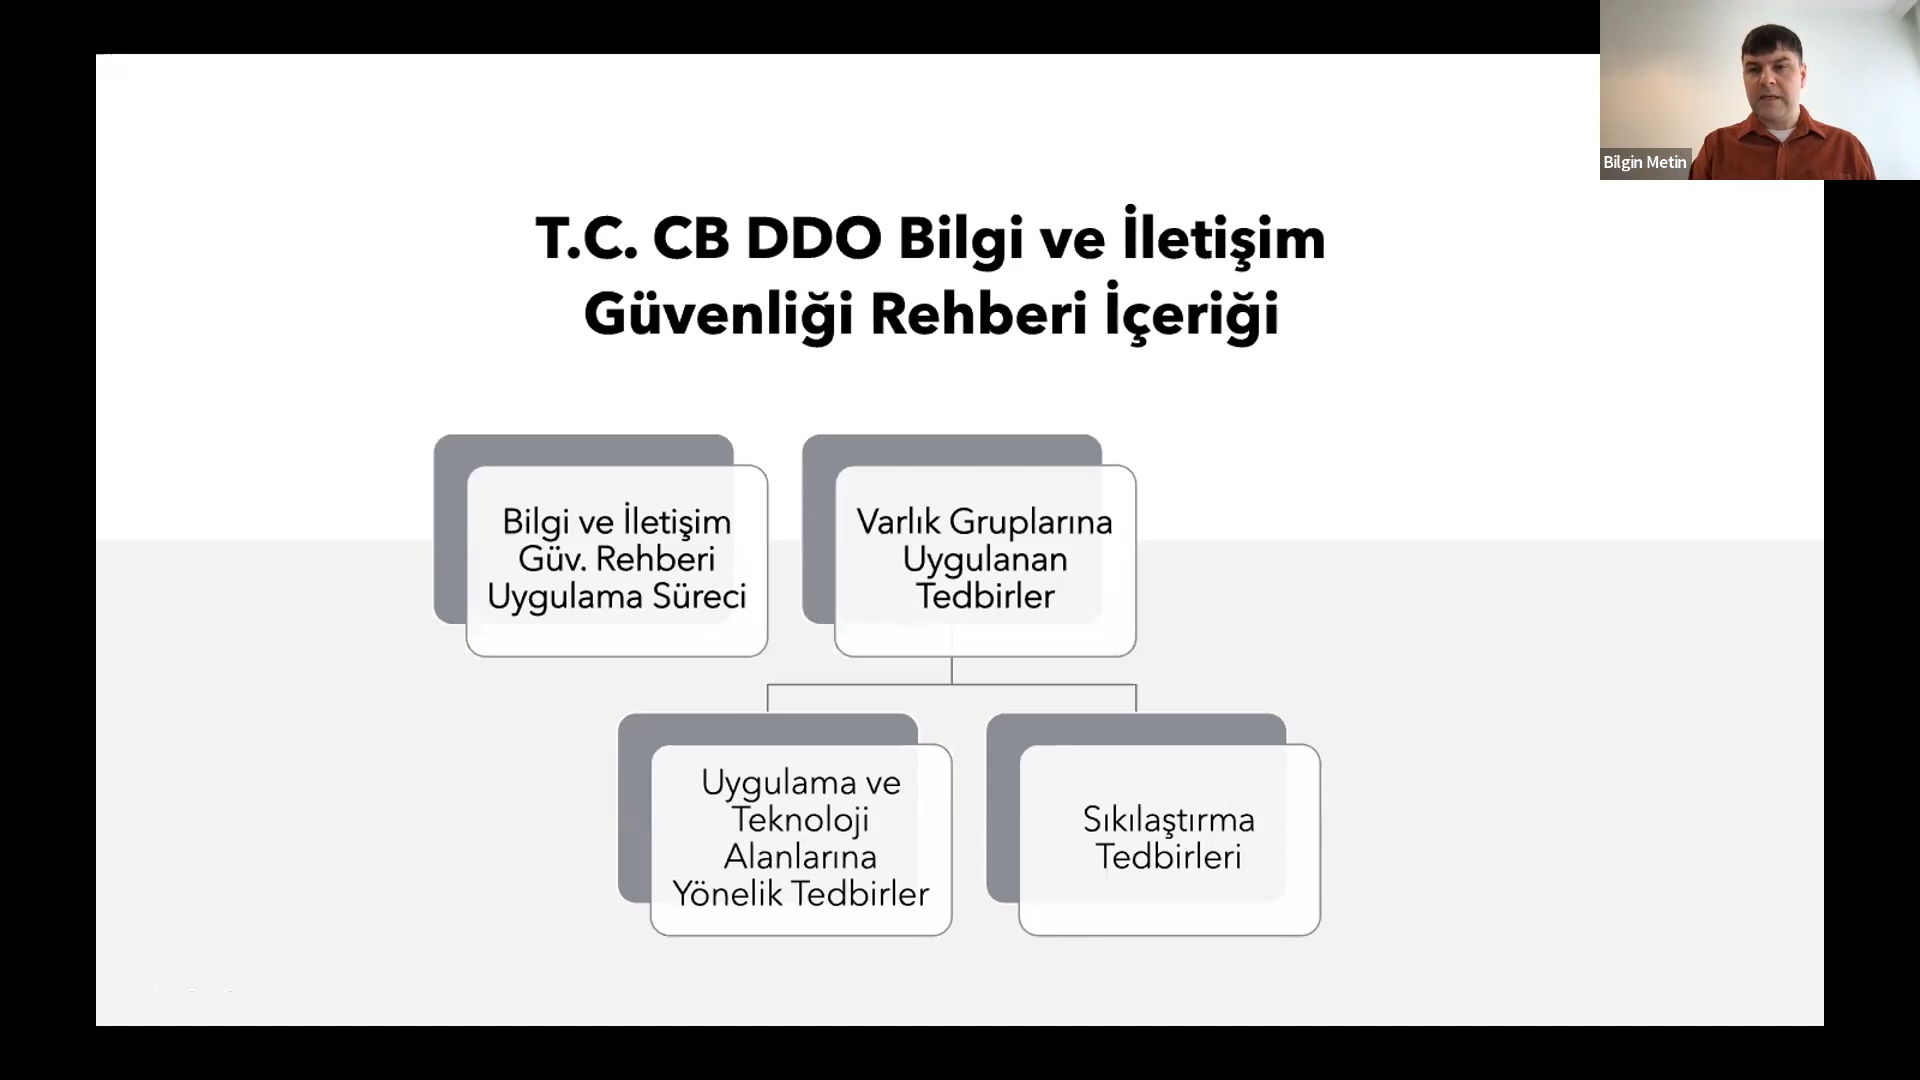 Bilgin Metin
T.C. CB DDO Bilgi ve İletişim
Güvenliği Rehberi İçeriği
Bilgi ve İletişim
Güv. Rehberi
Uygulama Süreci
Varlık Gruplarına
Uygulanan
Tedbirler
Uygulama ve
Teknoloji
Alanlarına
Yönelik Tedbirler
Sıkılaştırma
Tedbirleri